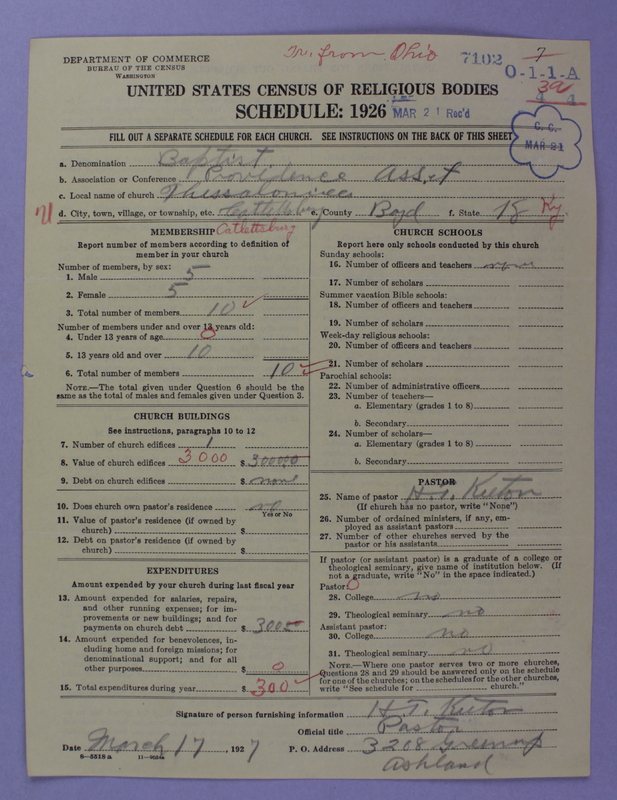 DEPARTMENT OF COMMERCE
BUREAU OF THE CENSUS
WASHINGTON
Tr. from Ohio
7102
7
O-1-1-A
UNITED STATES CENSUS OF RELIGIOUS BODIES
SCHEDULE: 1926
MAR 21 Rec'd
FILL OUT A SEPARATE SCHEDULE FOR EACH CHURCH. SEE INSTRUCTIONS ON THE BACK OF THIS SHEET
C. C.
MAR 21
a. Denomination Baptist
b. Association or Conference Providence
c. Local name of church
d. City, town, village, or township, etc. Catlettsburg e. County Boyd f. State Ky.
Catlettsburg
MEMBERSHIP
Report number of members according to definition of member in your church
Number of members, by sex:
1. Male 5
2. Female 5
3. Total number of members 10
Number of members under and over 13 years old:
4. Under 13 years of age 0
5. 13 years old and over 10
6. Total number of members 10
NOTE.—The total given under Question 6 should be the same as the total of males and females given under Question 3.
CHURCH BUILDINGS
See instructions, paragraphs 10 to 12
7. Number of church edifices 1
3000
8. Value of church edifices $ 3000.00
9. Debt on church edifices $ none
10. Does church own pastor's residence no
Yes or No
11. Value of pastor's residence (if owned by church) $
12. Debt on pastor's residence (if owned by church) $
EXPENDITURES
Amount expended by your church during last fiscal year
13. Amount expended for salaries, repairs, and other running expenses; for improvements or new buildings; and for payments on church debt $ 300
14. Amount expended for benevolences, including home and foreign missions; for denominational support; and for all other purposes $ 0
15. Total expenditures during year $ 300
CHURCH SCHOOLS
Report here only schools conducted by this church
Sunday schools:
16. Number of officers and teachers none
17. Number of scholars
Summer vacation Bible schools:
18. Number of officers and teachers
19. Number of scholars
Week-day religious schools:
20. Number of officers and teachers
21. Number of scholars
Parochial schools:
22. Number of administrative officers
23. Number of teachers—
a. Elementary (grades 1 to 8)
b. Secondary
24. Number of scholars—
a. Elementary (grades 1 to 8)
b. Secondary
PASTOR
25. Name of pastor H. T. Keeton
(If church has no pastor, write "None")
26. Number of ordained ministers, if any, employed as assistant pastors
27. Number of other churches served by the pastor or his assistants
If pastor (or assistant pastor) is a graduate of a college or theological seminary, give name of institution below. (If not a graduate, write "No" in the space indicated.)
Pastor: 0
28. College no
29. Theological seminary no
Assistant pastor:
30. College no
31. Theological seminary no
NOTE.—Where one pastor serves two or more churches, Questions 28 and 29 should be answered only on the schedule for one of the churches; on the schedules for the other churches, write "See schedule for church."
Signature of person furnishing information H. T. Keeton
Official title Pastor
Date March 17, 1927 P. O. Address 3208 Greenup
Ashland
8-5518 a